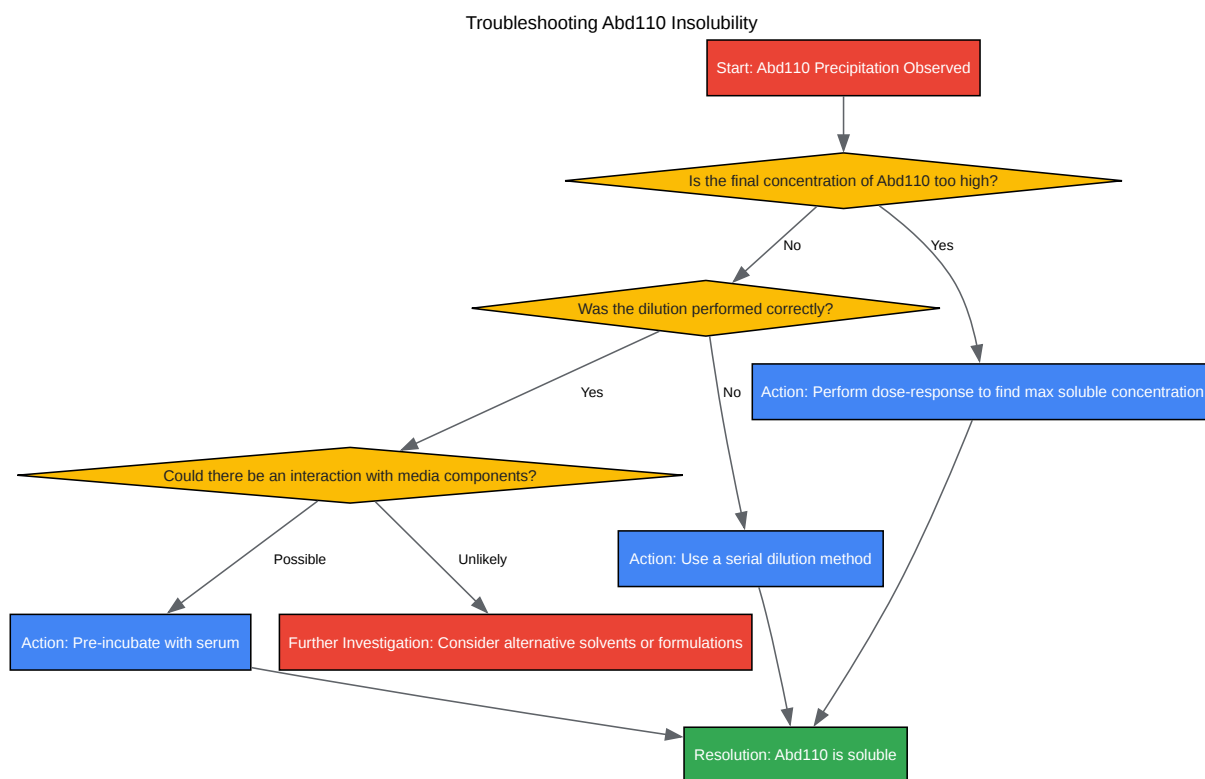 Troubleshooting Abd110 Insolubility
Start: Abd110 Precipitation Observed
Is the final concentration of Abd110 too high?
No
Yes
Was the dilution performed correctly?
Yes
No
Action: Perform dose-response to find max soluble concentration
Could there be an interaction with media components?
Possible
Unlikely
Action: Use a serial dilution method
Action: Pre-incubate with serum
Further Investigation: Consider alternative solvents or formulations
Resolution: Abd110 is soluble